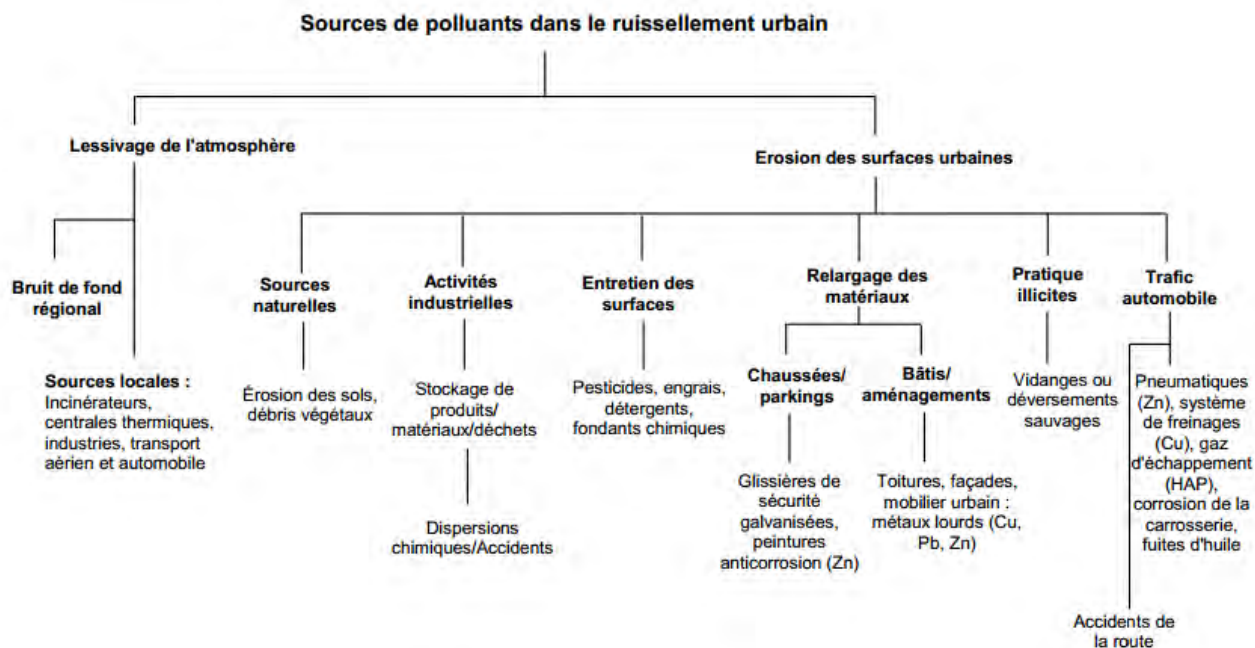 Sources de polluants dans le ruissellement urbain
Lessivage de l'atmosphère
Erosion des surfaces urbaines
Bruit de fond
régional
Sources
naturelles
Activités
industrielles
Entretien des
surfaces
Relargage des
matériaux
Pratique
illicites
Trafic
automobile
Sources locales :
Incinérateurs,
centrales thermiques,
industries, transport
aérien et automobile
Érosion des sols,
débris végétaux
Stockage de
produits/
matériaux/déchets
Dispersions
chimiques/Accidents
Pesticides, engrais,
détergents,
fondants chimiques
Chaussées/
parkings
Glissières de
sécurité
galvanisées,
peintures
anticorrosion (Zn)
Bâtis/
aménagements
Toitures, façades,
mobilier urbain :
métaux lourds (Cu,
Pb, Zn)
Vidanges ou
déversements
sauvages
Pneumatiques
(Zn), système
de freinages
(Cu), gaz
d'échappement
(HAP),
corrosion de la
carrosserie,
fuites d'huile
Accidents de
la route